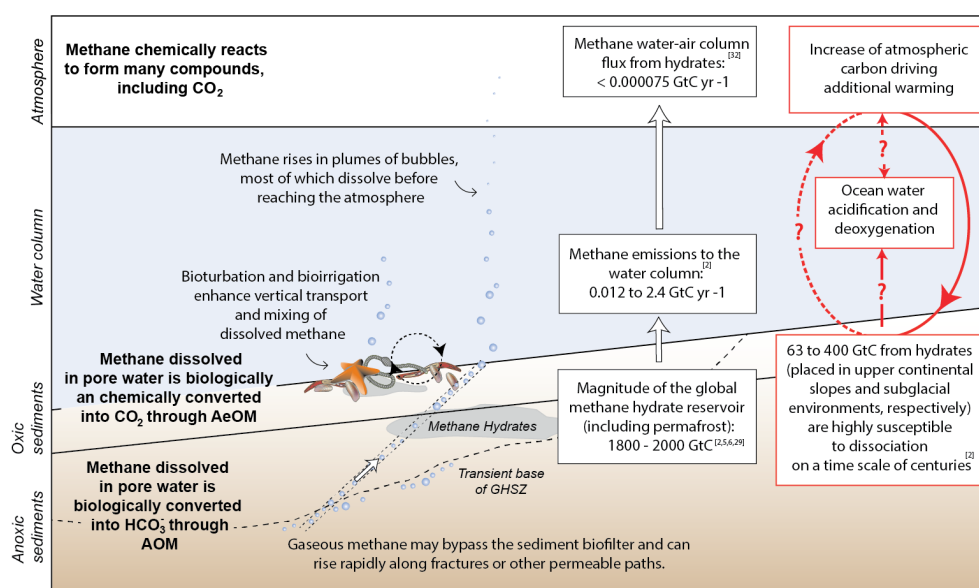 Atmosphere
Methane chemically reacts
to form many compounds,
including CO₂
Methane water-air column
flux from hydrates:[32]
< 0.000075 GtC yr -1
Increase of atmospheric
carbon driving
additional warming
Water column
Methane rises in plumes of bubbles,
most of which dissolve before
reaching the atmosphere
?
?
?
Ocean water
acidification and
deoxygenation
Methane emissions to the
water column:[2]
0.012 to 2.4 GtC yr -1
Bioturbation and bioirrigation
enhance vertical transport
and mixing of
dissolved methane
Oxic
sediments
Methane dissolved
in pore water is biologically
an chemically converted
into CO₂ through AeOM
Methane Hydrates
Magnitude of the global
methane hydrate reservoir
(including permafrost):
1800 - 2000 GtC[2,5,6,29]
63 to 400 GtC from hydrates
(placed in upper continental
slopes and subglacial
environments, respectively)
are highly susceptible
to dissociation
on a time scale of centuries[2]
Anoxic
sediments
Methane dissolved
in pore water is
biologically converted
into HCO₃ through
AOM
Transient base
of GHSZ
Gaseous methane may bypass the sediment biofilter and can
rise rapidly along fractures or other permeable paths.